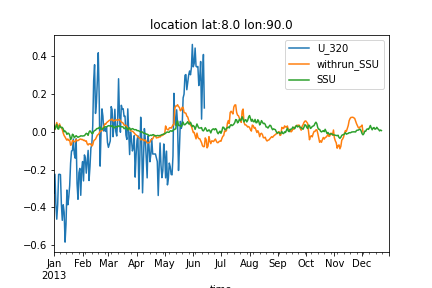 location lat:8.0 lon:90.0
U_320
withrun_SSU
SSU
0.4
0.2
0.0
−0.2
−0.4
−0.6
Jan Feb Mar Apr May Jun Jul Aug Sep Oct Nov Dec
2013
time